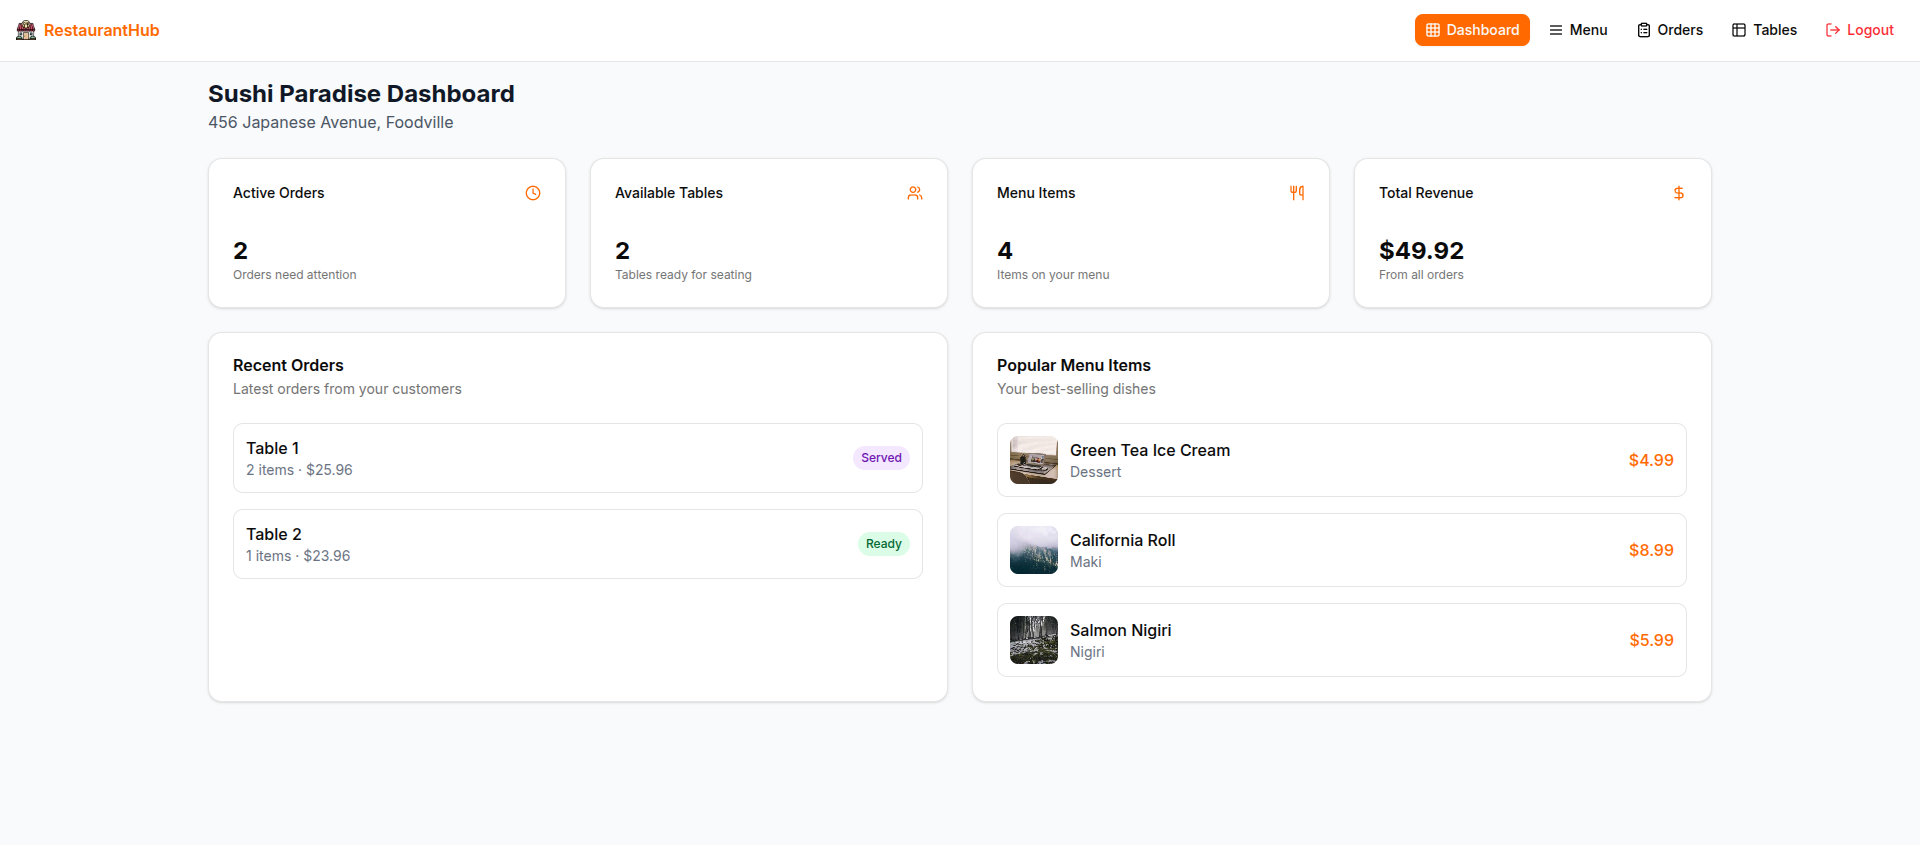 RestaurantHub
Dashboard
Menu
Orders
Tables
Logout
Sushi Paradise Dashboard
456 Japanese Avenue, Foodville
Active Orders
2
Orders need attention
Available Tables
2
Tables ready for seating
Menu Items
4
Items on your menu
Total Revenue
$49.92
From all orders
Recent Orders
Latest orders from your customers
Table 1
2 items · $25.96
Served
Table 2
1 items · $23.96
Ready
Popular Menu Items
Your best-selling dishes
Green Tea Ice Cream
Dessert
$4.99
California Roll
Maki
$8.99
Salmon Nigiri
Nigiri
$5.99